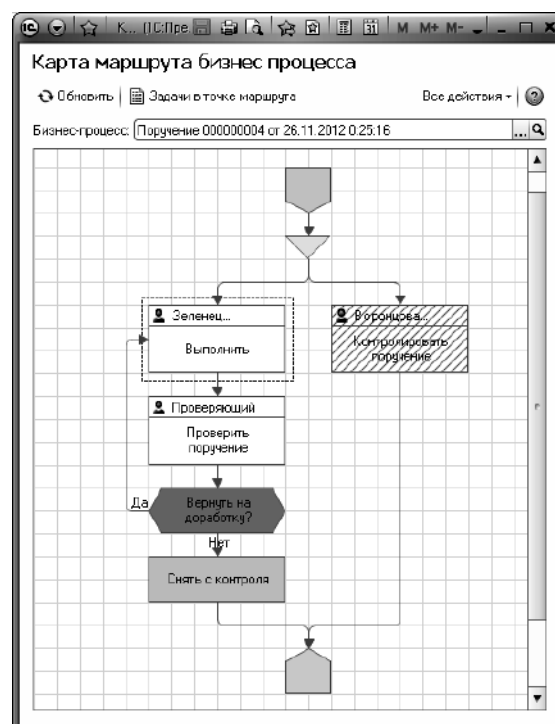 К... (1С:Пре
M M+ M-
Карта маршрута бизнес процесса
Обновить
Задачи в точке маршрута
Все действия
Бизнес-процесс:
Поручение 000000004 от 26.11.2012 0:25:16
...
Зеленец...
Выполнить
Воронцова...
Контролировать
поручение
Проверяющий
Проверить
поручение
Да
Вернуть на
доработку?
Нет
Снять с контроля